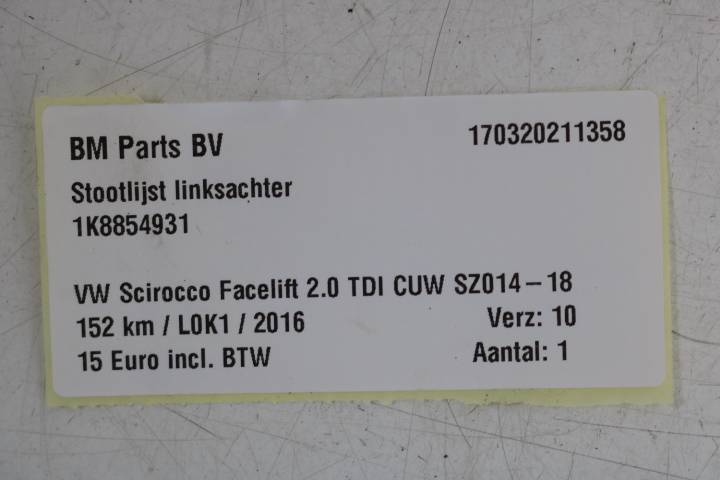 BM Parts BV 170320211358
Stootlijst linksachter
1K8854931
VW Scirocco Facelift 2.0 TDI CUW SZ014-18
152 km / L0K1 / 2016 Verz: 10
15 Euro incl. BTW Aantal: 1